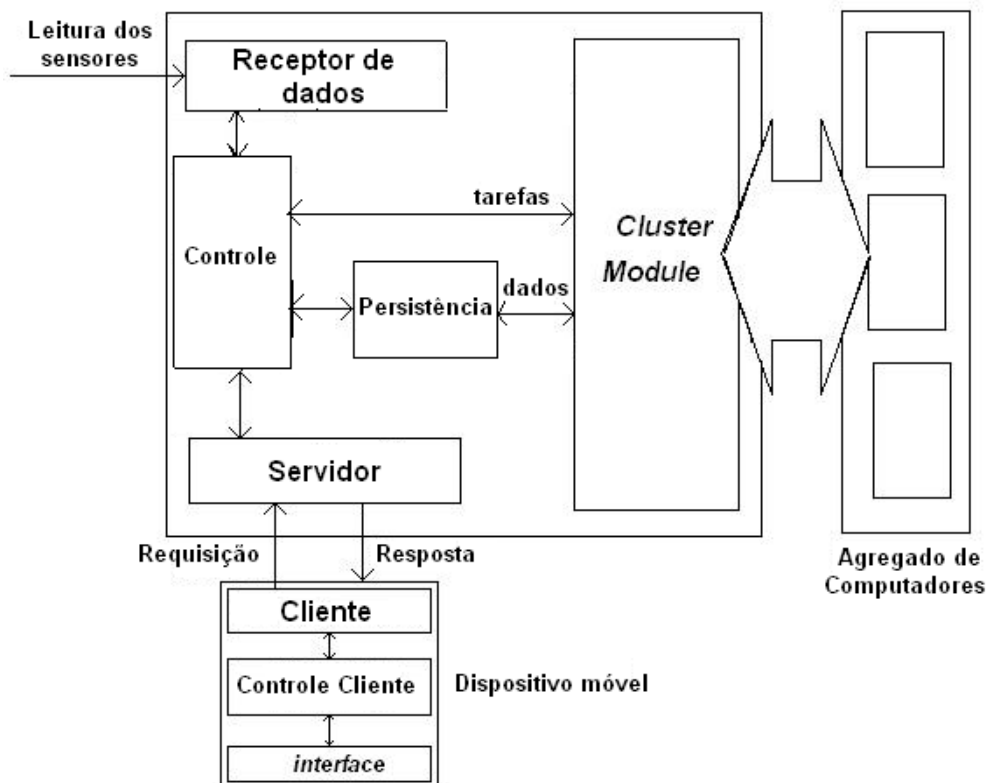 Leitura dos
sensores
Receptor de
dados
tarefas
Controle
Cluster
Module
Persistência
dados
Servidor
Requisição
Resposta
Agregado de
Computadores
Cliente
Controle Cliente
Dispositivo móvel
interface